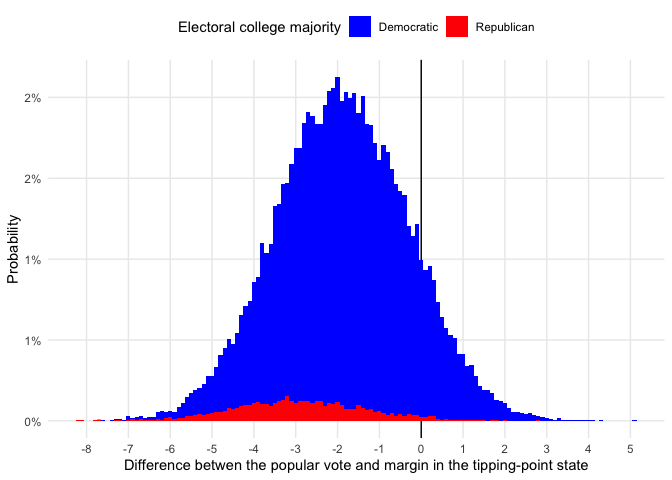 Electoral college majority Democratic Republican
2%
2%
1%
1%
0%
Probability
-8 -7 -6 -5 -4 -3 -2 -1 0 1 2 3 4 5
Difference betwen the popular vote and margin in the tipping-point state